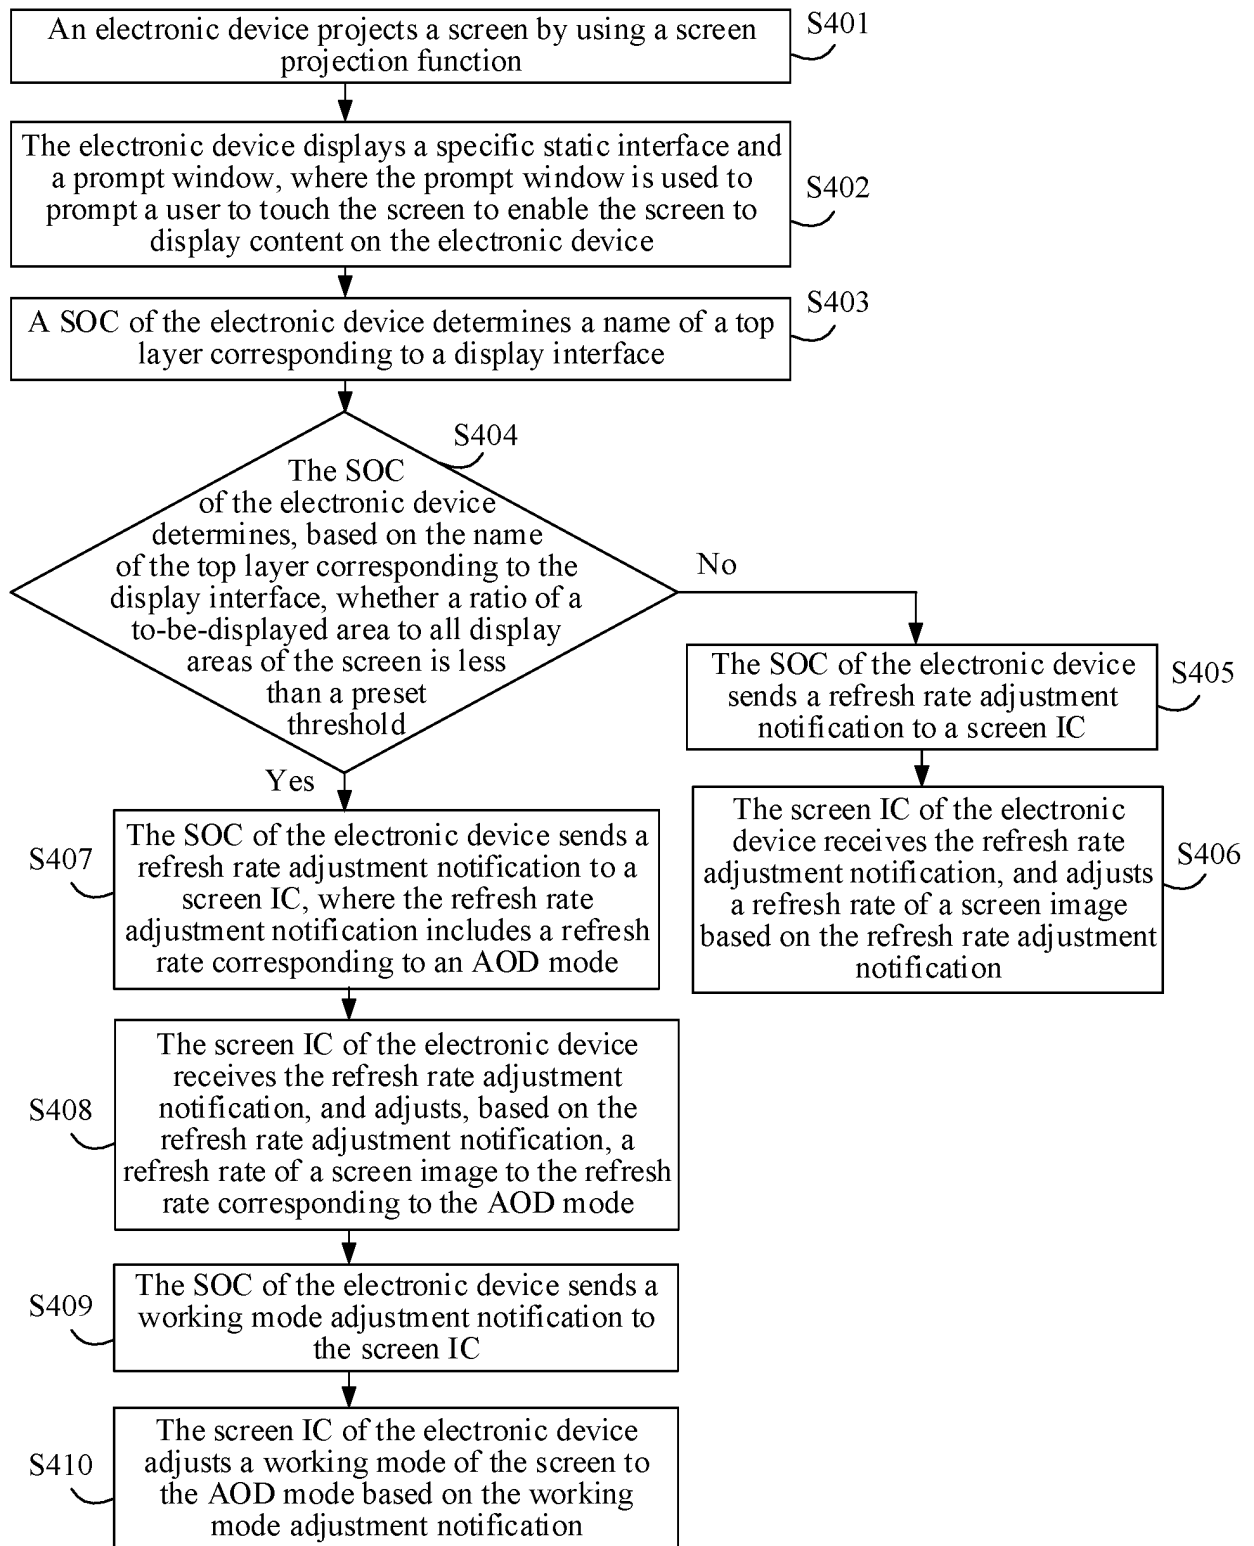 An electronic device projects a screen by using a screen
projection function
S401
The electronic device displays a specific static interface and
a prompt window, where the prompt window is used to
prompt a user to touch the screen to enable the screen to
display content on the electronic device
S402
A SOC of the electronic device determines a name of a top
layer corresponding to a display interface
S403
S404
The SOC
of the electronic device
determines, based on the name
of the top layer corresponding to the
display interface, whether a ratio of a
to-be-displayed area to all display
areas of the screen is less
than a preset
threshold
No
The SOC of the electronic device
sends a refresh rate adjustment
notification to a screen IC
S405
The screen IC of the electronic
device receives the refresh rate
adjustment notification, and adjusts
a refresh rate of a screen image
based on the refresh rate adjustment
notification
S406
Yes
S407
The SOC of the electronic device sends a
refresh rate adjustment notification to a
screen IC, where the refresh rate
adjustment notification includes a refresh
rate corresponding to an AOD mode
S408
The screen IC of the electronic device
receives the refresh rate adjustment
notification, and adjusts, based on the
refresh rate adjustment notification, a
refresh rate of a screen image to the refresh
rate corresponding to the AOD mode
S409
The SOC of the electronic device sends a
working mode adjustment notification to
the screen IC
S410
The screen IC of the electronic device
adjusts a working mode of the screen to
the AOD mode based on the working
mode adjustment notification